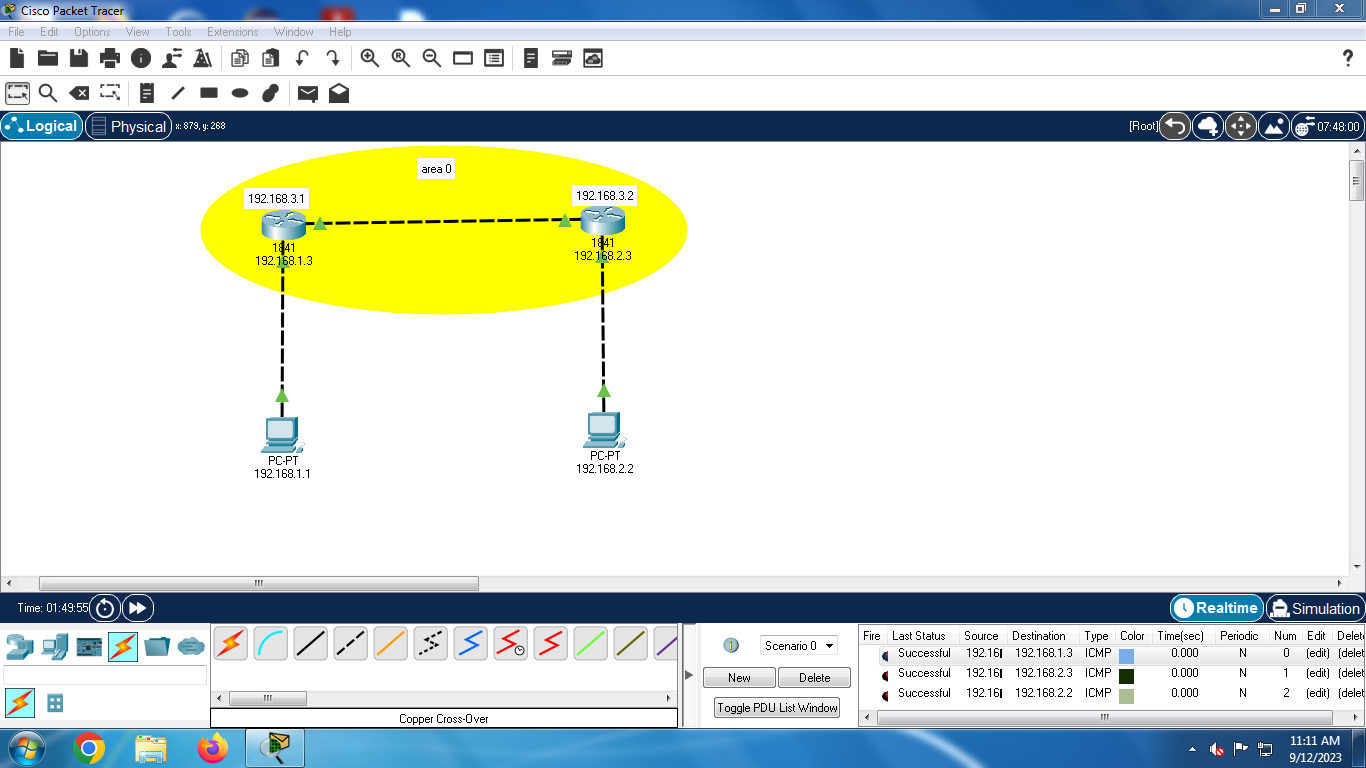 Cisco Packet Tracer
File Edit Options View Tools Extensions Window Help
Logical Physical x: 879, y: 268 [Root] 07:48:00
area 0
192.168.3.1 192.168.3.2
1841 1841
192.168.1.3 192.168.2.3
PC-PT PC-PT
192.168.1.1 192.168.2.2
Time: 01:49:55 Realtime Simulation
Scenario 0
New Delete
Toggle PDU List Window
Copper Cross-Over
Fire Last Status Source Destination Type Color Time(sec) Periodic Num Edit Delet
Successful 192.16 192.168.1.3 ICMP 0.000 N 0 (edit) (delet
Successful 192.16 192.168.2.3 ICMP 0.000 N 1 (edit) (delet
Successful 192.16 192.168.2.2 ICMP 0.000 N 2 (edit) (delet
11:11 AM
9/12/2023